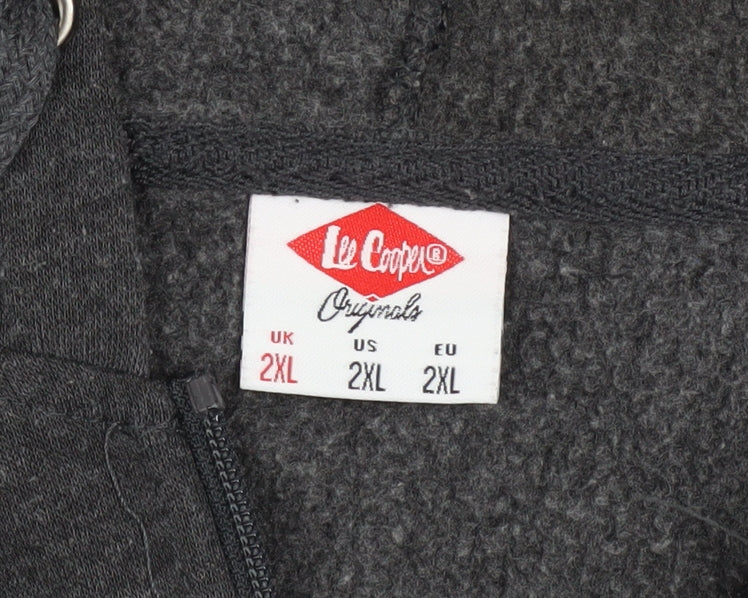 Lee Cooper®
Originals
UK US EU
2XL 2XL 2XL